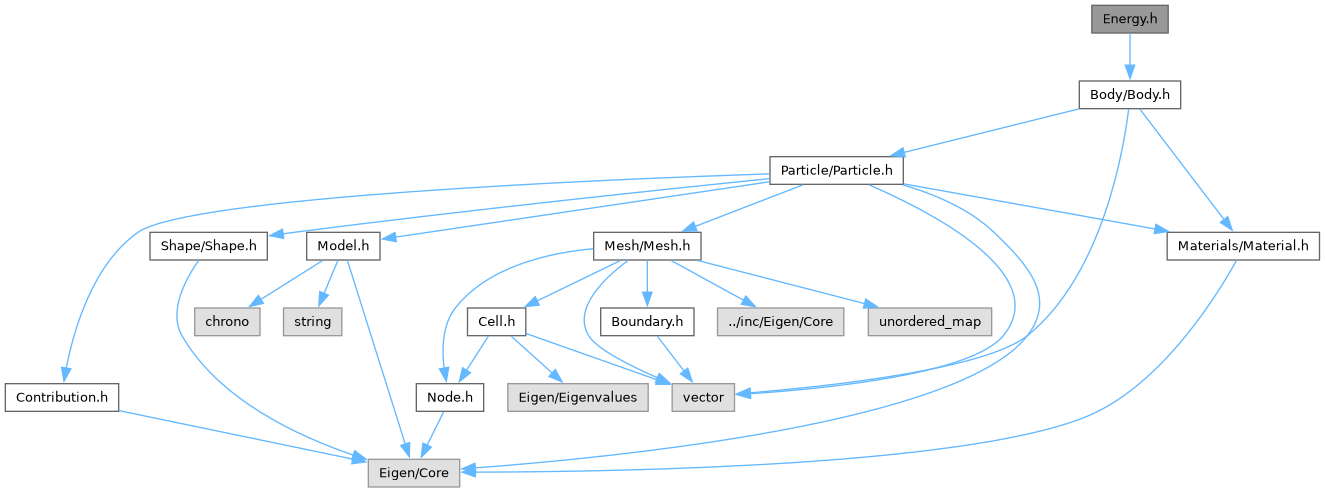 Energy.h
Body/Body.h
Particle/Particle.h
Shape/Shape.h
Model.h
Mesh/Mesh.h
Materials/Material.h
chrono
string
Cell.h
Boundary.h
../inc/Eigen/Core
unordered_map
Contribution.h
Node.h
Eigen/Eigenvalues
vector
Eigen/Core